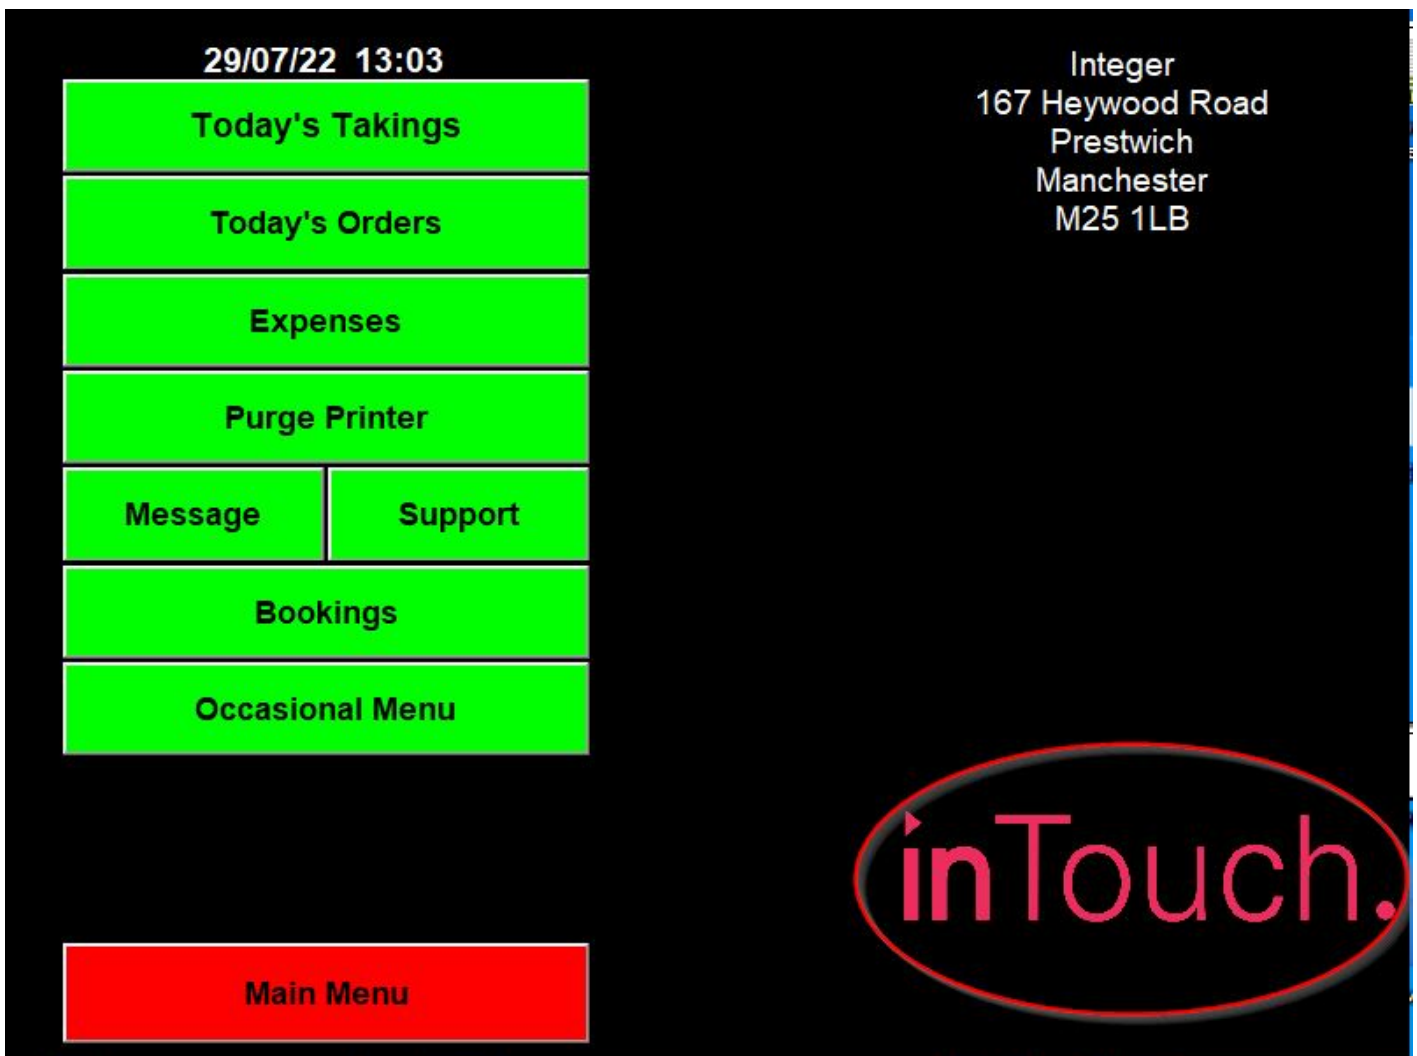 29/07/22  13:03
Today's Takings
Today's Orders
Expenses
Purge Printer
Message
Support
Bookings
Occasional Menu
Main Menu
Integer
167 Heywood Road
Prestwich
Manchester
M25 1LB
inTouch.